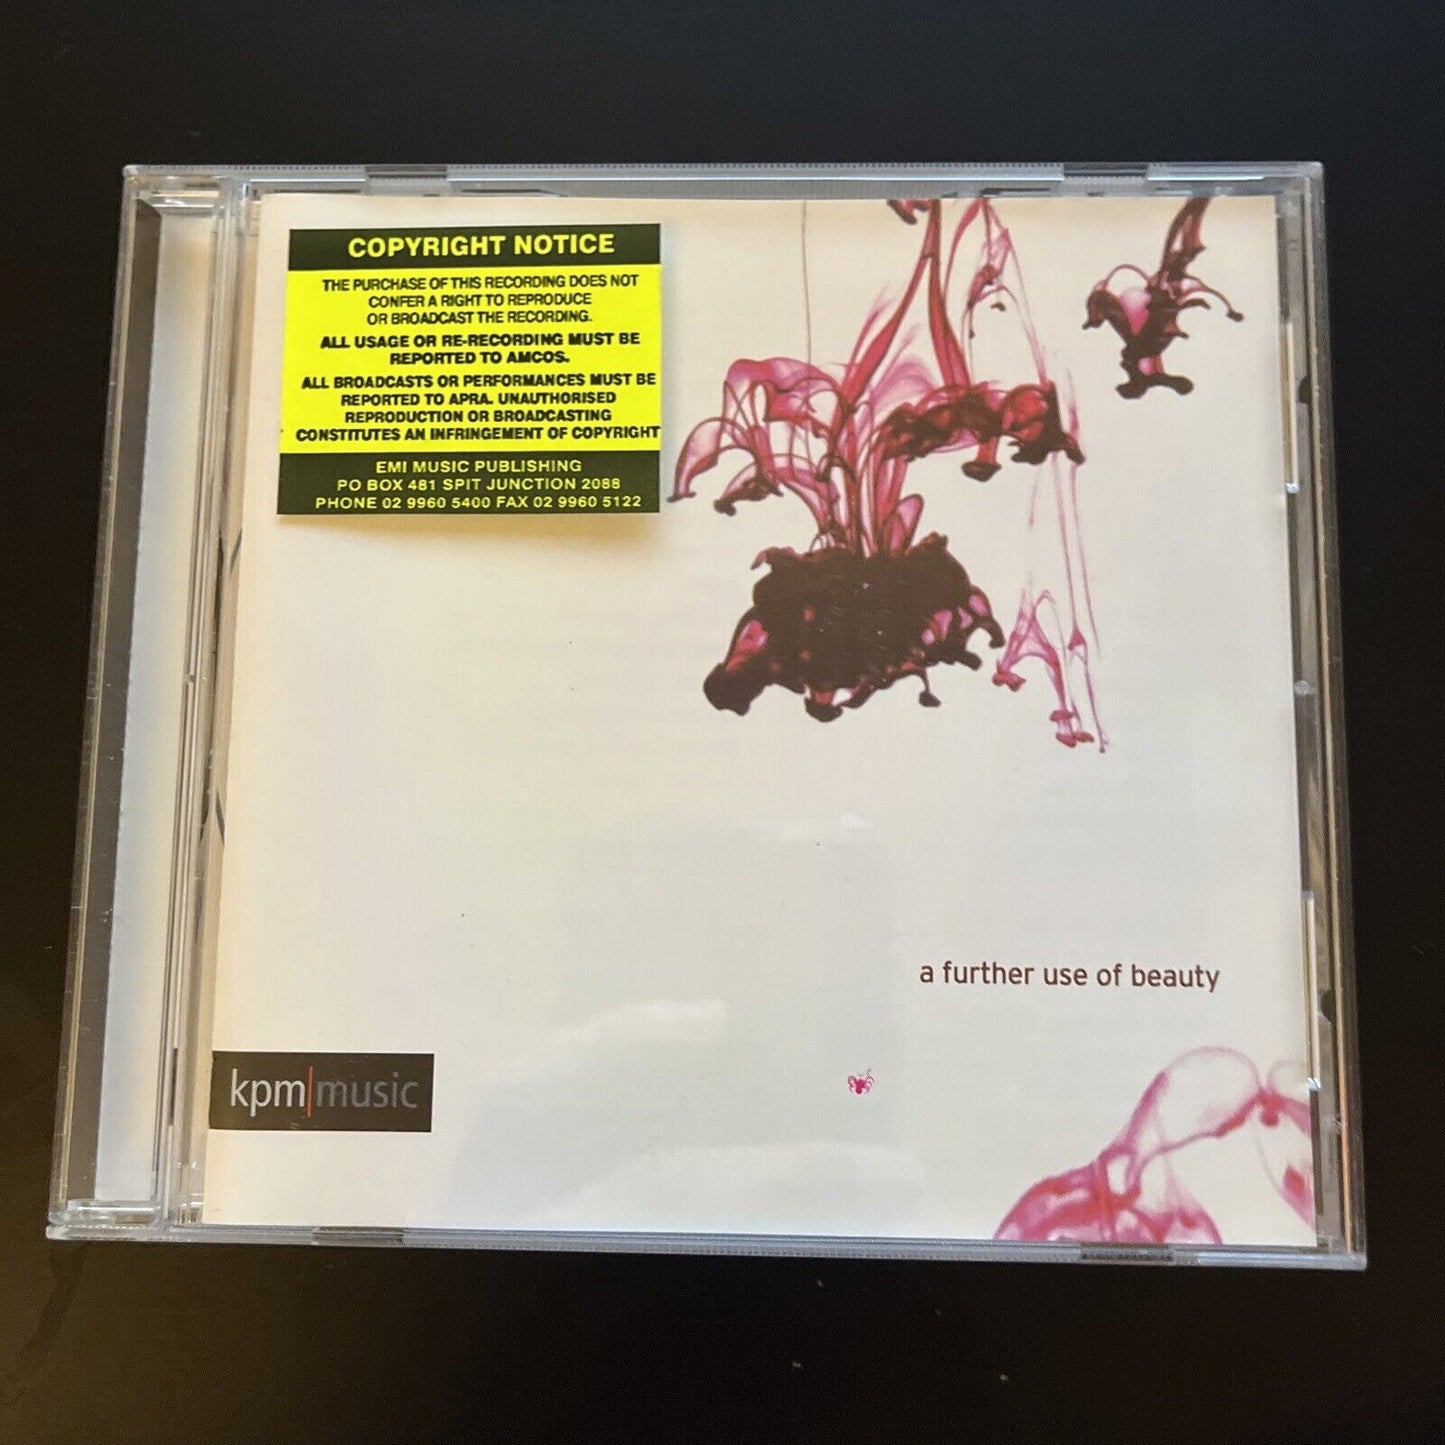 COPYRIGHT NOTICE
THE PURCHASE OF THIS RECORDING DOES NOT
CONFER A RIGHT TO REPRODUCE
OR BROADCAST THE RECORDING.
ALL USAGE OR RE-RECORDING MUST BE
REPORTED TO AMCOS.
ALL BROADCASTS OR PERFORMANCES MUST BE
REPORTED TO APRA. UNAUTHORISED
REPRODUCTION OR BROADCASTING
CONSTITUTES AN INFRINGEMENT OF COPYRIGHT
EMI MUSIC PUBLISHING
PO BOX 481 SPIT JUNCTION 2088
PHONE 02 9960 5400 FAX 02 9960 5122
a further use of beauty
kpm|music